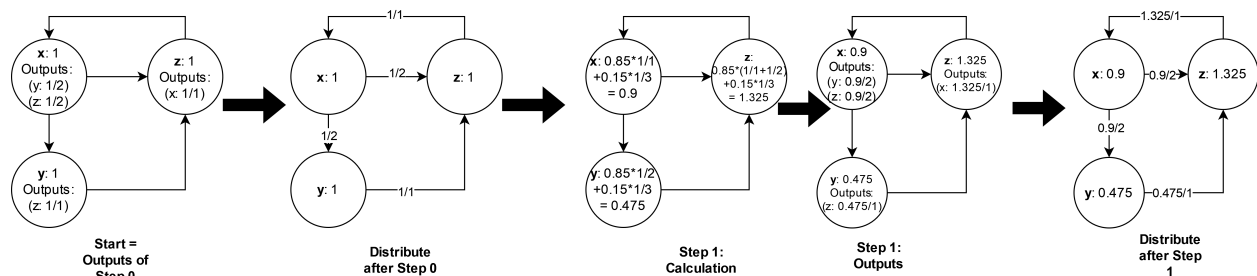 x: 1
Outputs:
(y: 1/2)
(z: 1/2)
z: 1
Outputs:
(x: 1/1)
y: 1
Outputs:
(z: 1/1)
Start =
Outputs of
Step 0
1/1
x: 1
1/2
z: 1
1/2
y: 1
1/1
Distribute
after Step 0
x: 0.85*1/1
+0.15*1/3
= 0.9
z:
0.85*(1/1+1/2)
+0.15*1/3
= 1.325
y: 0.85*1/2
+0.15*1/3
= 0.475
Step 1:
Calculation
x: 0.9
Outputs:
(y: 0.9/2)
(z: 0.9/2)
z: 1.325
Outputs:
(x: 1.325/1)
y: 0.475
Outputs:
(z: 0.475/1)
Step 1:
Outputs
1.325/1
x: 0.9
0.9/2
z: 1.325
0.9/2
y: 0.475
0.475/1
Distribute
after Step
1